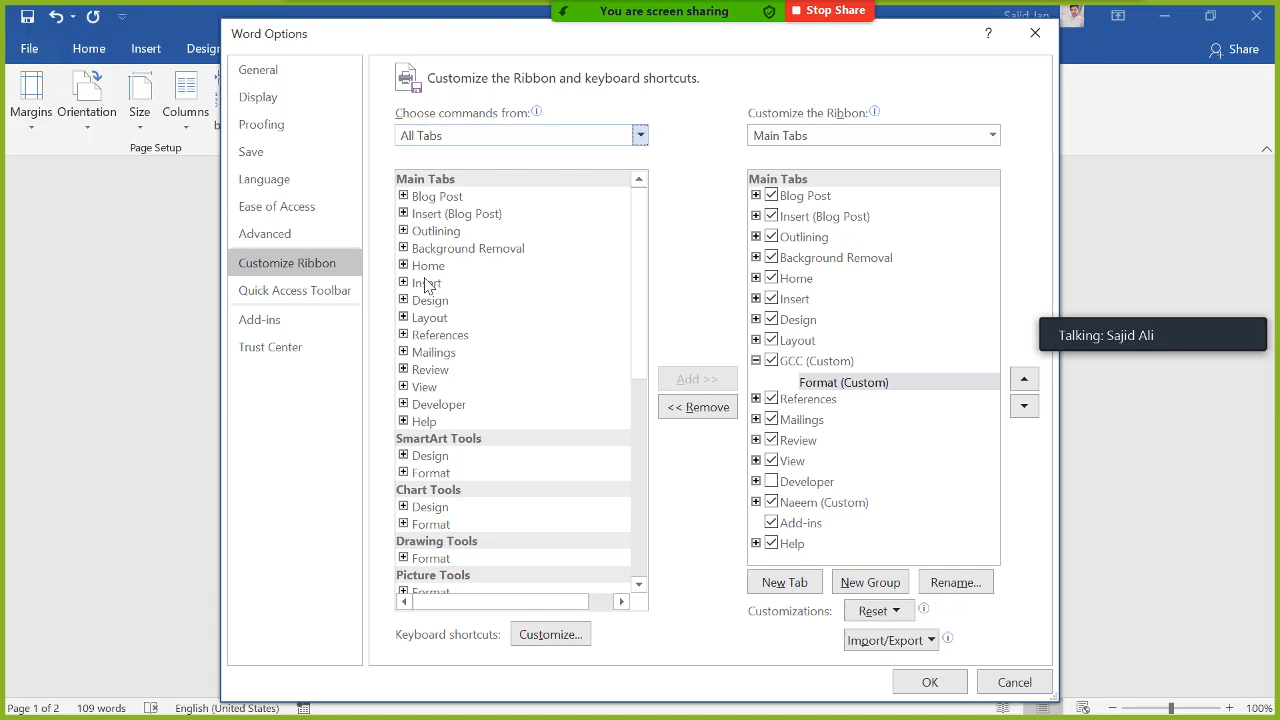 You are screen sharing
Stop Share
Sajid Jan
File
Home
Insert
Share
Margins
Orientation
Size
Columns
Page Setup
Word Options
?
General
Display
Proofing
Save
Language
Ease of Access
Advanced
Customize Ribbon
Quick Access Toolbar
Add-ins
Trust Center
Customize the Ribbon and keyboard shortcuts.
Choose commands from:
All Tabs
Main Tabs
Blog Post
Insert (Blog Post)
Outlining
Background Removal
Home
Insert
Design
Layout
References
Mailings
Review
View
Developer
Help
SmartArt Tools
Design
Format
Chart Tools
Design
Format
Drawing Tools
Format
Picture Tools
Format
Keyboard shortcuts: Customize...
Add >>
<< Remove
Customize the Ribbon:
Main Tabs
Main Tabs
Blog Post
Insert (Blog Post)
Outlining
Background Removal
Home
Insert
Design
Layout
GCC (Custom)
Format (Custom)
References
Mailings
Review
View
Developer
Naeem (Custom)
Add-ins
Help
New Tab New Group Rename...
Customizations: Reset
Import/Export
OK Cancel
Talking: Sajid Ali
Page 1 of 2 109 words English (United States) 100%